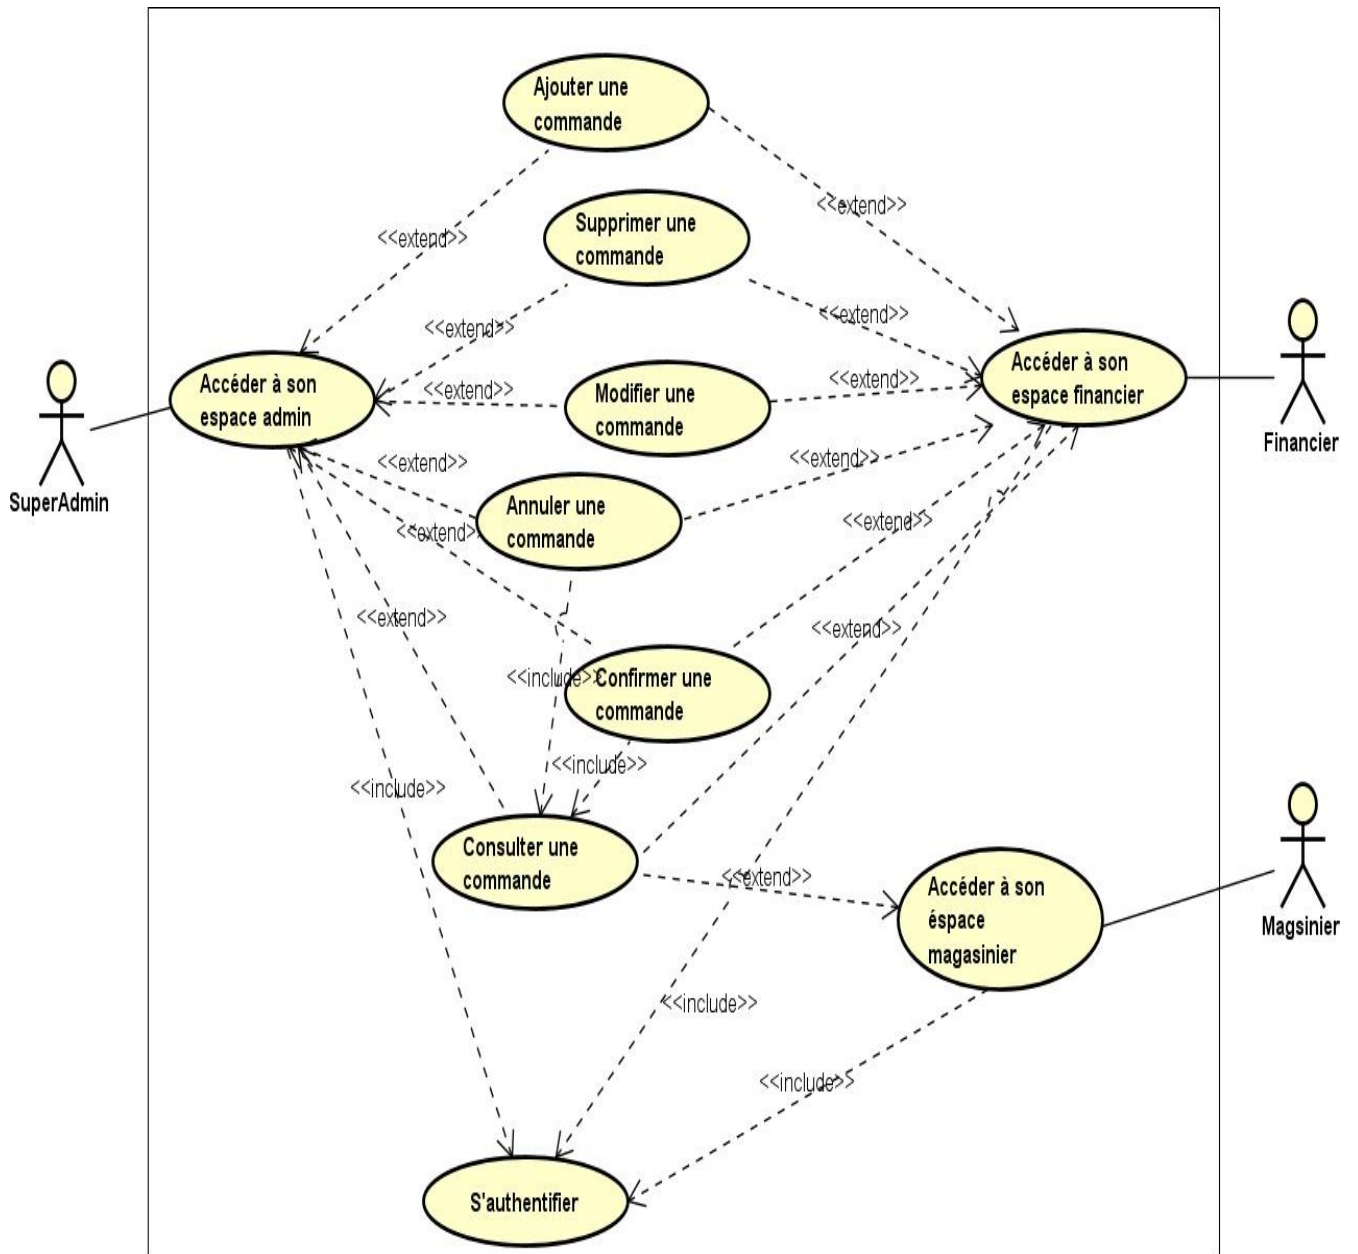 Ajouter une
commande
<<extend>>
<<extend>>
Supprimer une
commande
<<extend>>
<<extend>>
Accéder à son
espace admin
<<extend>>
Modifier une
commande
<<extend>>
Accéder à son
espace financier
Financier
SuperAdmin
<<extend>>
Annuler une
commande
<<extend>>
<<extend>>
<<extend>>
<<extend>>
<<extend>>
<<include>>
Confirmer une
commande
<<include>>
<<include>>
Consulter une
commande
<<extend>>
Accéder à son
éspace
magasinier
Magsinier
<<include>>
<<include>>
S'authentifier